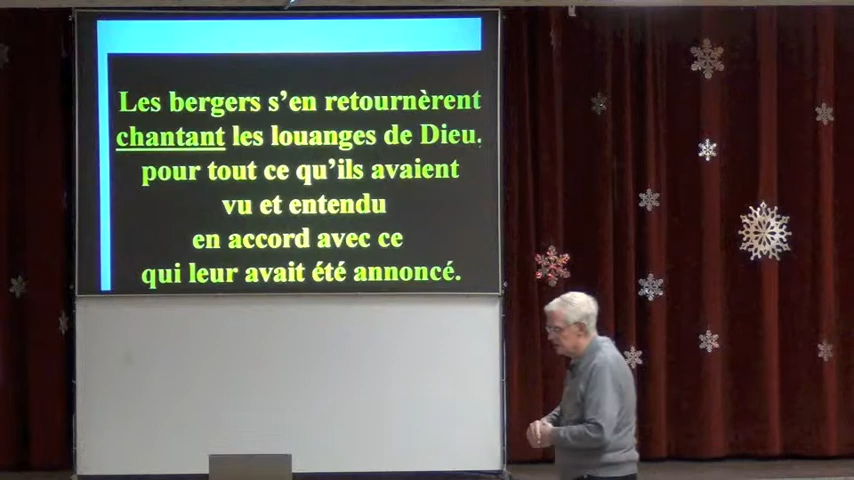 Les bergers s'en retournèrent
chantant les louanges de Dieu.
pour tout ce qu'ils avaient
vu et entendu
en accord avec ce
qui leur avait été annoncé.